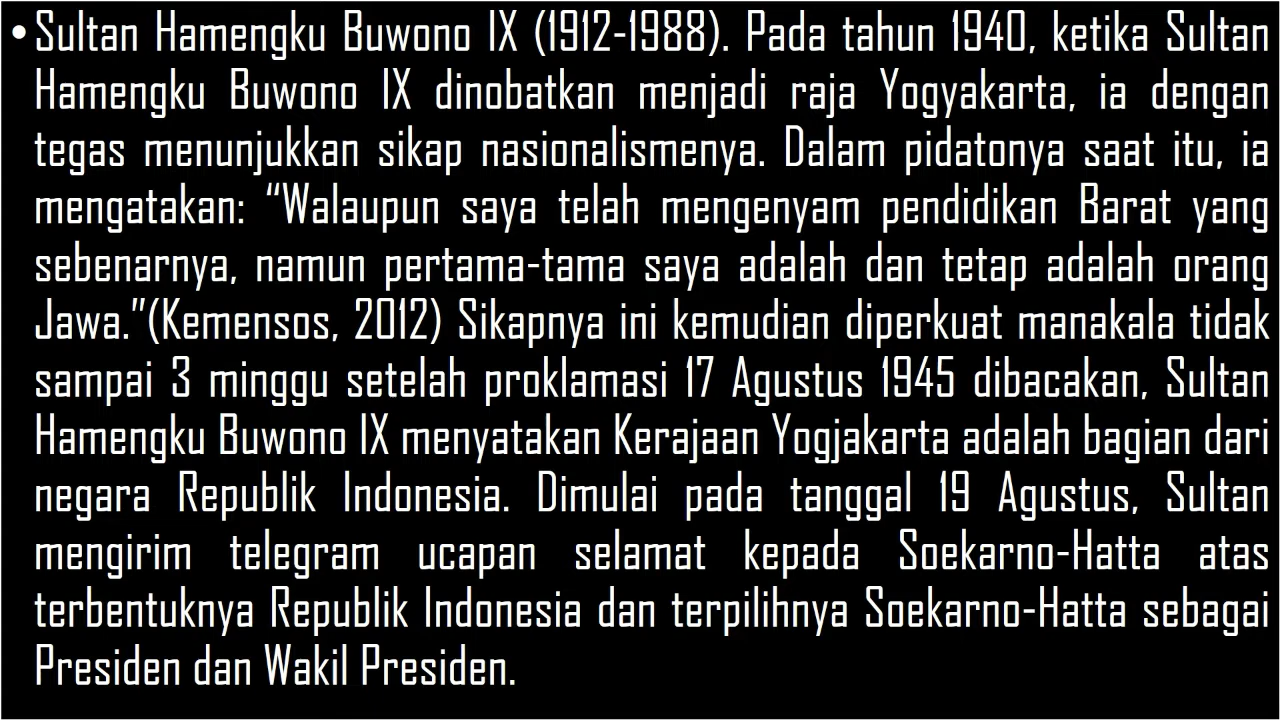 • Sultan Hamengku Buwono IX (1912-1988). Pada tahun 1940, ketika Sultan
Hamengku Buwono IX dinobatkan menjadi raja Yogyakarta, ia dengan
tegas menunjukkan sikap nasionalismenya. Dalam pidatonya saat itu, ia
mengatakan: “Walaupun saya telah mengenyam pendidikan Barat yang
sebenarnya, namun pertama-tama saya adalah dan tetap adalah orang
Jawa.”(Kemensos, 2012) Sikapnya ini kemudian diperkuat manakala tidak
sampai 3 minggu setelah proklamasi 17 Agustus 1945 dibacakan, Sultan
Hamengku Buwono IX menyatakan Kerajaan Yogjakarta adalah bagian dari
negara Republik Indonesia. Dimulai pada tanggal 19 Agustus, Sultan
mengirim telegram ucapan selamat kepada Soekarno-Hatta atas
terbentuknya Republik Indonesia dan terpilihnya Soekarno-Hatta sebagai
Presiden dan Wakil Presiden.